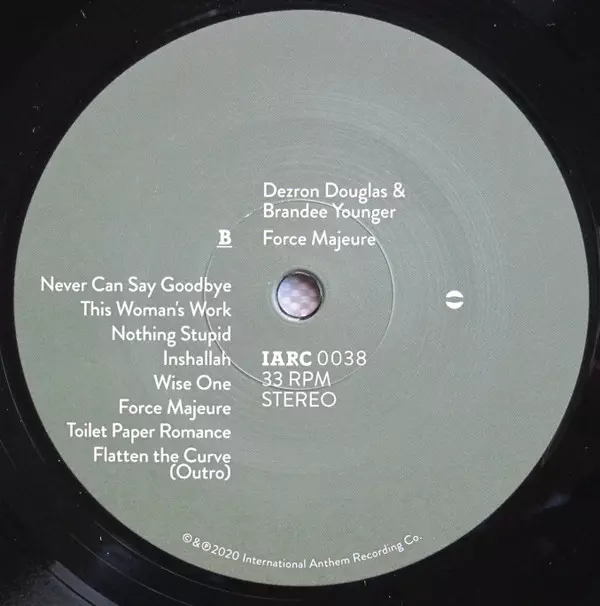 Dezron Douglas &
Brandee Younger
B Force Majeure
Never Can Say Goodbye
This Woman's Work
Nothing Stupid
Inshallah
Wise One
Force Majeure
Toilet Paper Romance
Flatten the Curve
(Outro)
IARC 0038
33 RPM
STEREO
©&℗2020 International Anthem Recording Co.